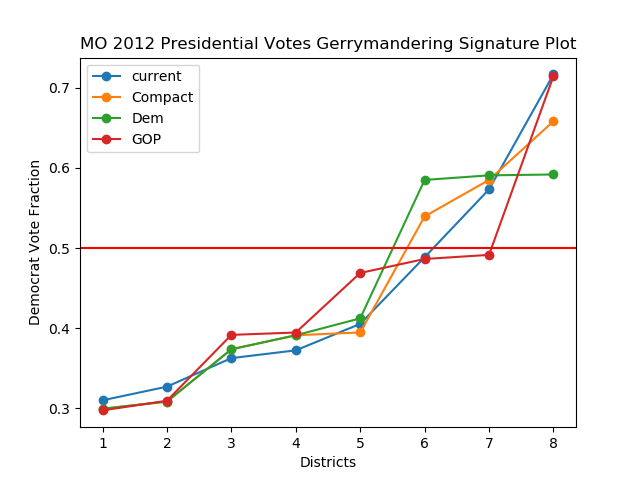 MO 2012 Presidential Votes Gerrymandering Signature Plot
current
Compact
Dem
GOP
0.7
0.6
0.5
0.4
0.3
Democrat Vote Fraction
1 2 3 4 5 6 7 8
Districts